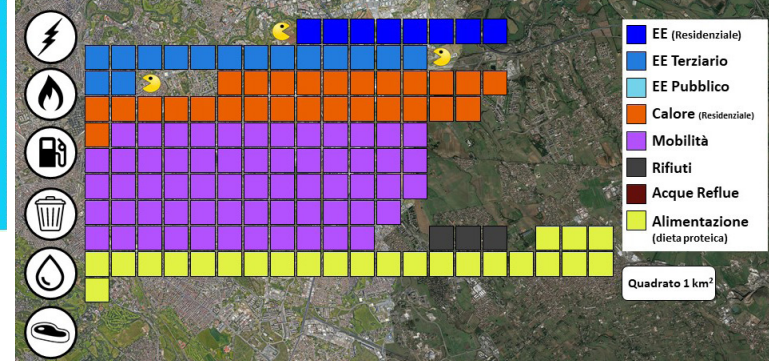 EE (Residenziale)
EE Terziario
EE Pubblico
Calore (Residenziale)
Mobilità
Rifiuti
Acque Reflue
Alimentazione
(dieta proteica)
Quadrato 1 km²